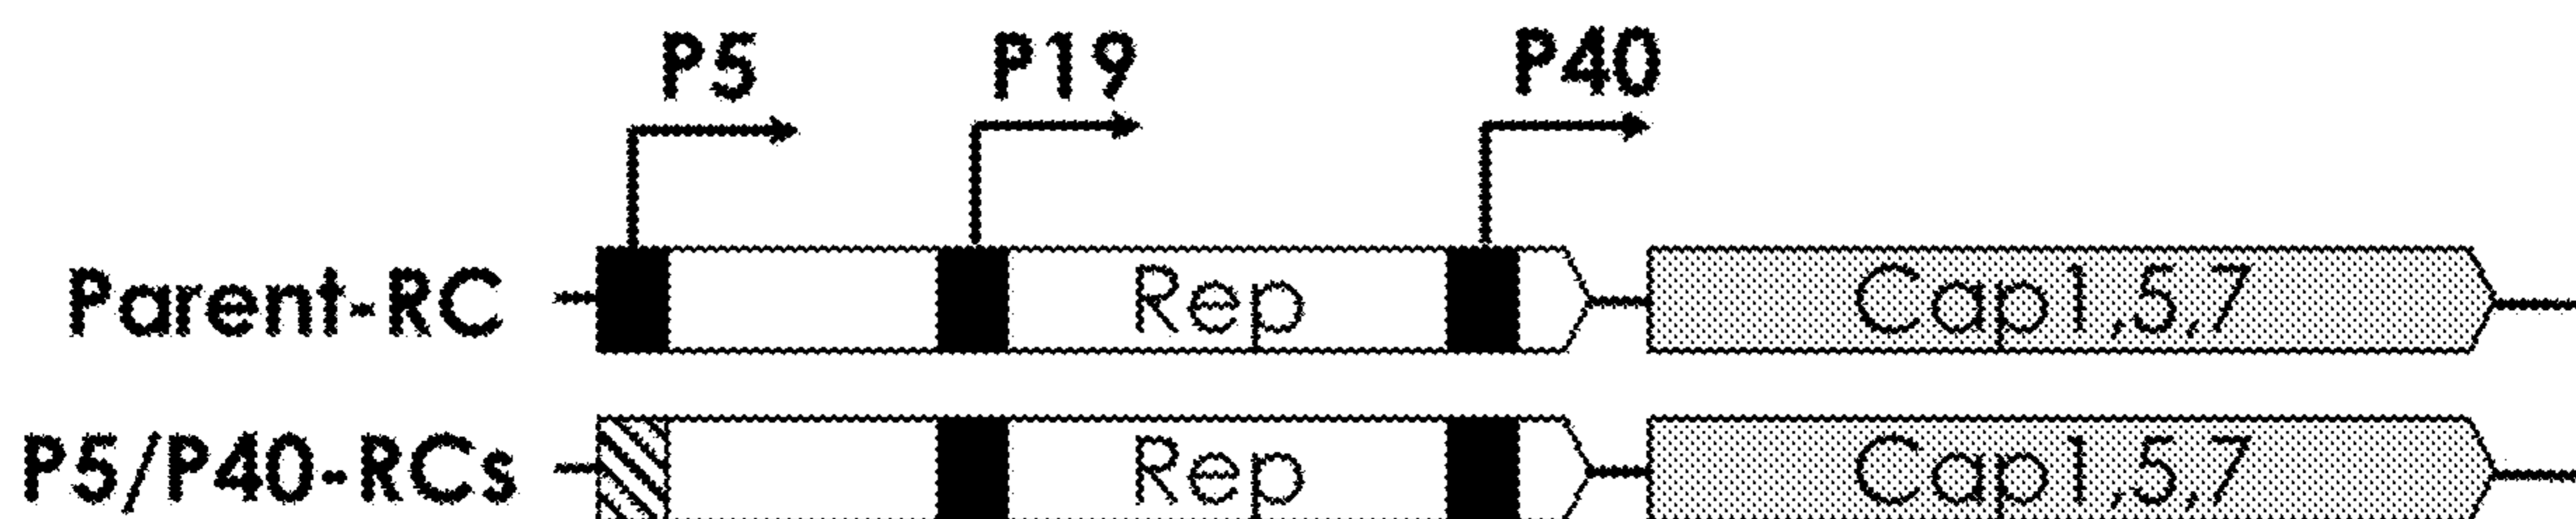 P5 P19 P40
Parent-RC Rep Cap1,5,7
P5/P40-RCs Rep Cap1,5,7